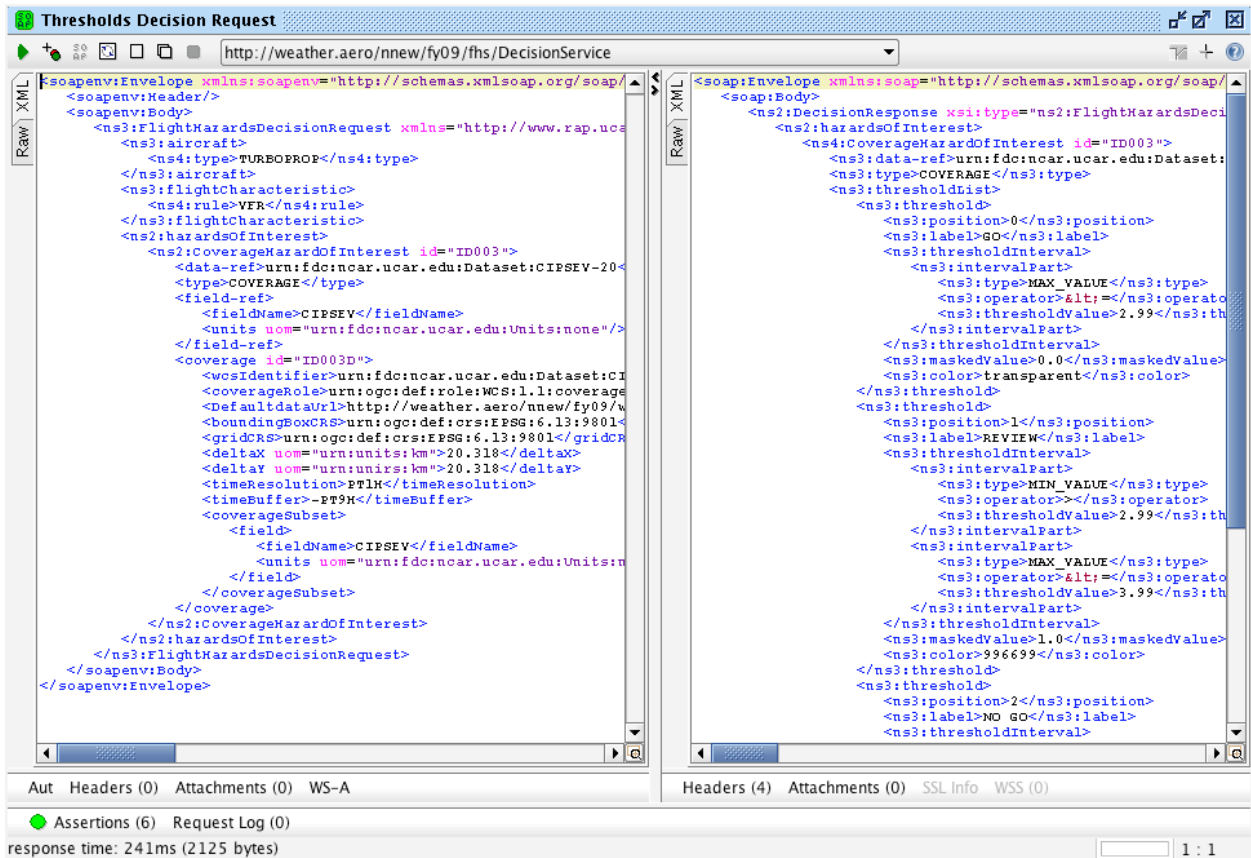 Thresholds Decision Request
http://weather.aero/nnew/fy09/fhs/DecisionService
XML
Raw
<soapenv:Envelope xmlns:soapenv="http://schemas.xmlsoap.org/soap/
<soapenv:Header/>
<soapenv:Body>
<ns3:FlightHazardsDecisionRequest xmlns="http://www.rap.uca
<ns3:aircraft>
<ns4:type>TURBOPROP</ns4:type>
</ns3:aircraft>
<ns3:flightCharacteristic>
<ns4:rule>VFR</ns4:rule>
</ns3:flightCharacteristic>
<ns2:hazardsOfInterest>
<ns2:CoverageHazardOfInterest id="ID003">
<data-ref>urn:fdc:ncar.ucar.edu:Dataset:CIPSEV-20<
<type>COVERAGE</type>
<field-ref>
<fieldName>CIPSEV</fieldName>
<units uom="urn:fdc:ncar.ucar.edu:Units:none"/>
</field-ref>
<coverage id="ID003D">
<wcsIdentifier>urn:fdc:ncar.ucar.edu:Dataset:CI
<coverageRole>urn:ogc:def:role:WCS:1.1:coverage
<DefaultdataUrl>http://weather.aero/nnew/fy09/w
<boundingBoxCRS>urn:ogc:def:crs:EPSG:6.13:9801<
<gridCRS>urn:ogc:def:crs:EPSG:6.13:9801</gridCR
<deltaX uom="urn:unirs:km">20.318</deltaX>
<deltaY uom="urn:unirs:km">20.318</deltaY>
<timeResolution>PT1H</timeResolution>
<timeBuffer>-PT9H</timeBuffer>
<coverageSubset>
<field>
<fieldName>CIPSEV</fieldName>
<units uom="urn:fdc:ncar.ucar.edu:Units:n
</field>
</coverageSubset>
</coverage>
</ns2:CoverageHazardOfInterest>
</ns2:hazardsOfInterest>
</ns3:FlightHazardsDecisionRequest>
</soapenv:Body>
</soapenv:Envelope>
Aut Headers (0) Attachments (0) WS-A
XML
Raw
<soap:Envelope xmlns:soap="http://schemas.xmlsoap.org/soap/
<soap:Body>
<ns2:DecisionResponse xsi:type="ns2:FlightHazardsDeci
<ns2:hazardsOfInterest>
<ns4:CoverageHazardOfInterest id="ID003">
<ns3:data-ref>urn:fdc:ncar.ucar.edu:Dataset:
<ns3:type>COVERAGE</ns3:type>
<ns3:thresholdList>
<ns3:threshold>
<ns3:position>0</ns3:position>
<ns3:label>GO</ns3:label>
<ns3:thresholdInterval>
<ns3:intervalPart>
<ns3:type>MAX_VALUE</ns3:type>
<ns3:operator>&lt;=</ns3:operato
<ns3:thresholdValue>2.99</ns3:th
</ns3:intervalPart>
</ns3:thresholdInterval>
<ns3:maskedValue>0.0</ns3:maskedValue>
<ns3:color>transparent</ns3:color>
</ns3:threshold>
<ns3:threshold>
<ns3:position>1</ns3:position>
<ns3:label>REVIEW</ns3:label>
<ns3:thresholdInterval>
<ns3:intervalPart>
<ns3:type>MIN_VALUE</ns3:type>
<ns3:operator>></ns3:operator>
<ns3:thresholdValue>2.99</ns3:th
</ns3:intervalPart>
<ns3:intervalPart>
<ns3:type>MAX_VALUE</ns3:type>
<ns3:operator>&lt;=</ns3:operato
<ns3:thresholdValue>3.99</ns3:th
</ns3:intervalPart>
</ns3:thresholdInterval>
<ns3:maskedValue>1.0</ns3:maskedValue>
<ns3:color>996699</ns3:color>
</ns3:threshold>
<ns3:threshold>
<ns3:position>2</ns3:position>
<ns3:label>NO GO</ns3:label>
<ns3:thresholdInterval>
Headers (4) Attachments (0) SSL Info WSS (0)
Assertions (6) Request Log (0)
response time: 241ms (2125 bytes)
1 : 1